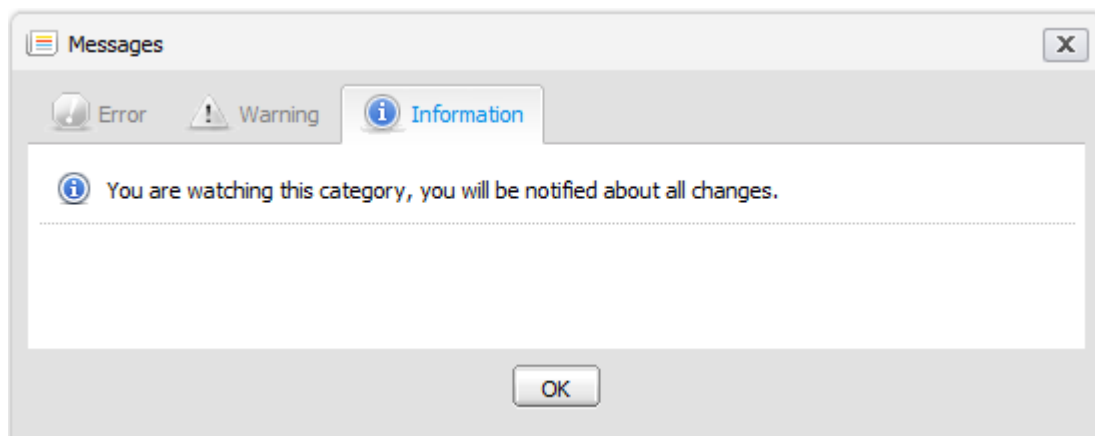 Messages
X
Error Warning Information
You are watching this category, you will be notified about all changes.
OK